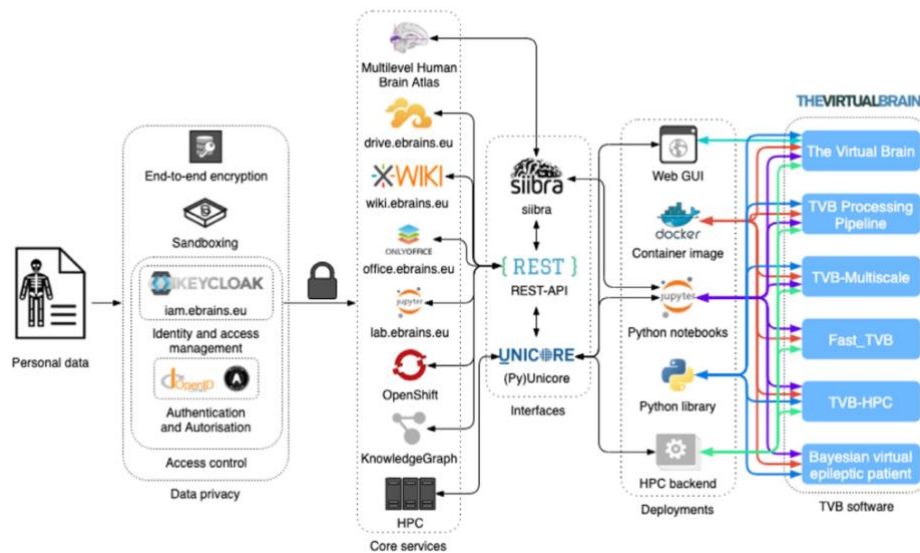 Personal data
End-to-end encryption
Sandboxing
KEYCLOAK
iam.ebrains.eu
Identity and access
management
OpenID
Authentication
and Autorisation
Access control
Data privacy
Multilevel Human
Brain Atlas
drive.ebrains.eu
XWIKI
wiki.ebrains.eu
ONLYOFFICE
office.ebrains.eu
jupyter
lab.ebrains.eu
OpenShift
KnowledgeGraph
HPC
Core services
siibra
siibra
{REST}
REST-API
UNICORE
(Py)Unicore
Interfaces
Web GUI
docker
Container image
jupyter
Python notebooks
Python library
HPC backend
Deployments
THEVIRTUALBRAIN
The Virtual Brain
TVB Processing
Pipeline
TVB-Multiscale
Fast_TVB
TVB-HPC
Bayesian virtual
epileptic patient
TVB software